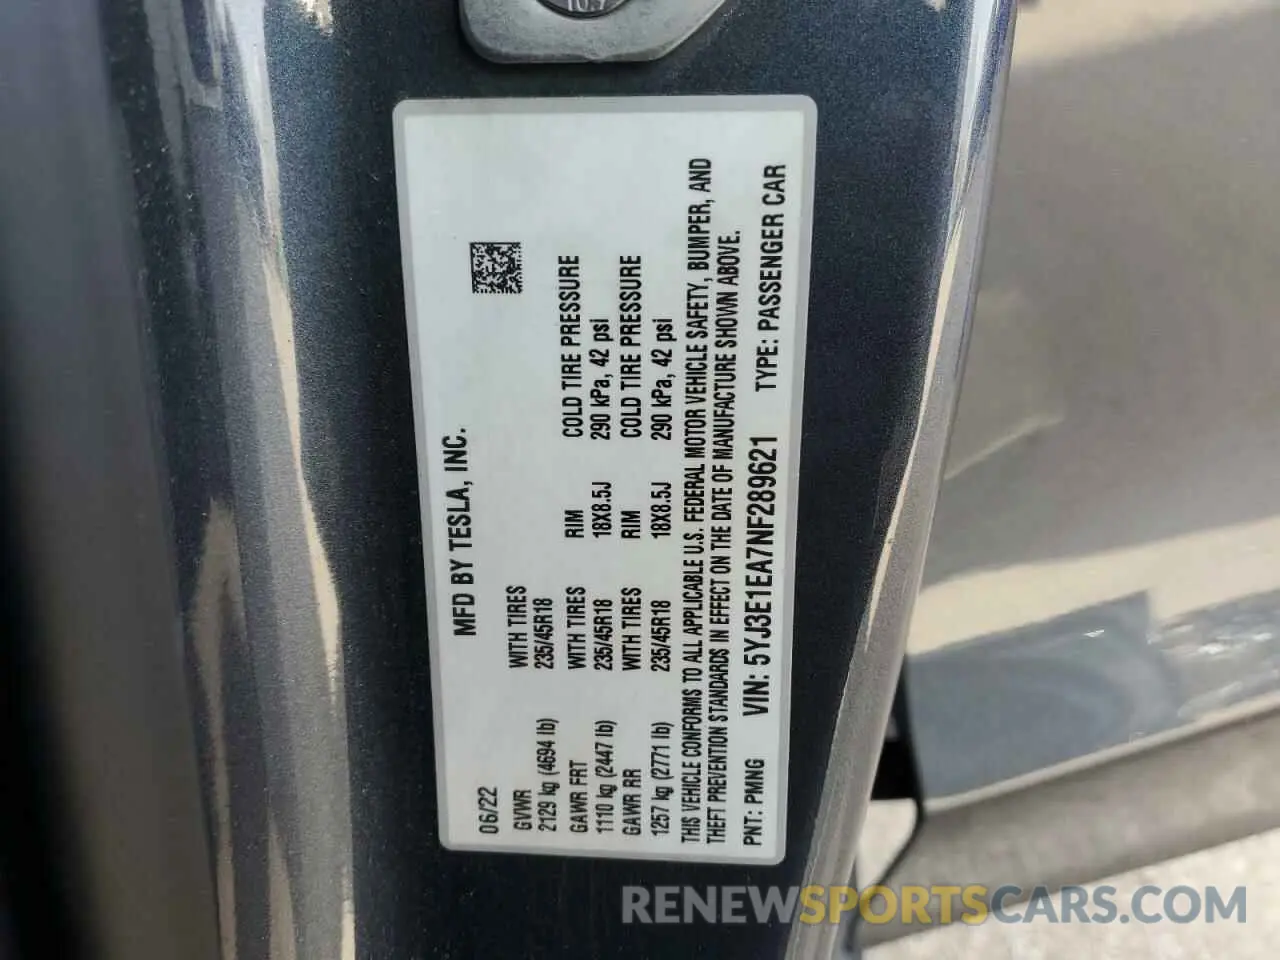 MFD BY TESLA, INC.
06/22
GVWR WITH TIRES
2129 kg (4694 lb) 235/45R18
GAWR FRT WITH TIRES RIM COLD TIRE PRESSURE
1110 kg (2447 lb) 235/45R18 18X8.5J 290 kPa, 42 psi
GAWR RR WITH TIRES RIM COLD TIRE PRESSURE
1257 kg (2771 lb) 235/45R18 18X8.5J 290 kPa, 42 psi
THIS VEHICLE CONFORMS TO ALL APPLICABLE U.S. FEDERAL MOTOR VEHICLE SAFETY, BUMPER, AND
THEFT PREVENTION STANDARDS IN EFFECT ON THE DATE OF MANUFACTURE SHOWN ABOVE.
PNT: PMNG VIN: 5YJ3E1EA7NF289621 TYPE: PASSENGER CAR
RENEWSPORTSCARS.COM